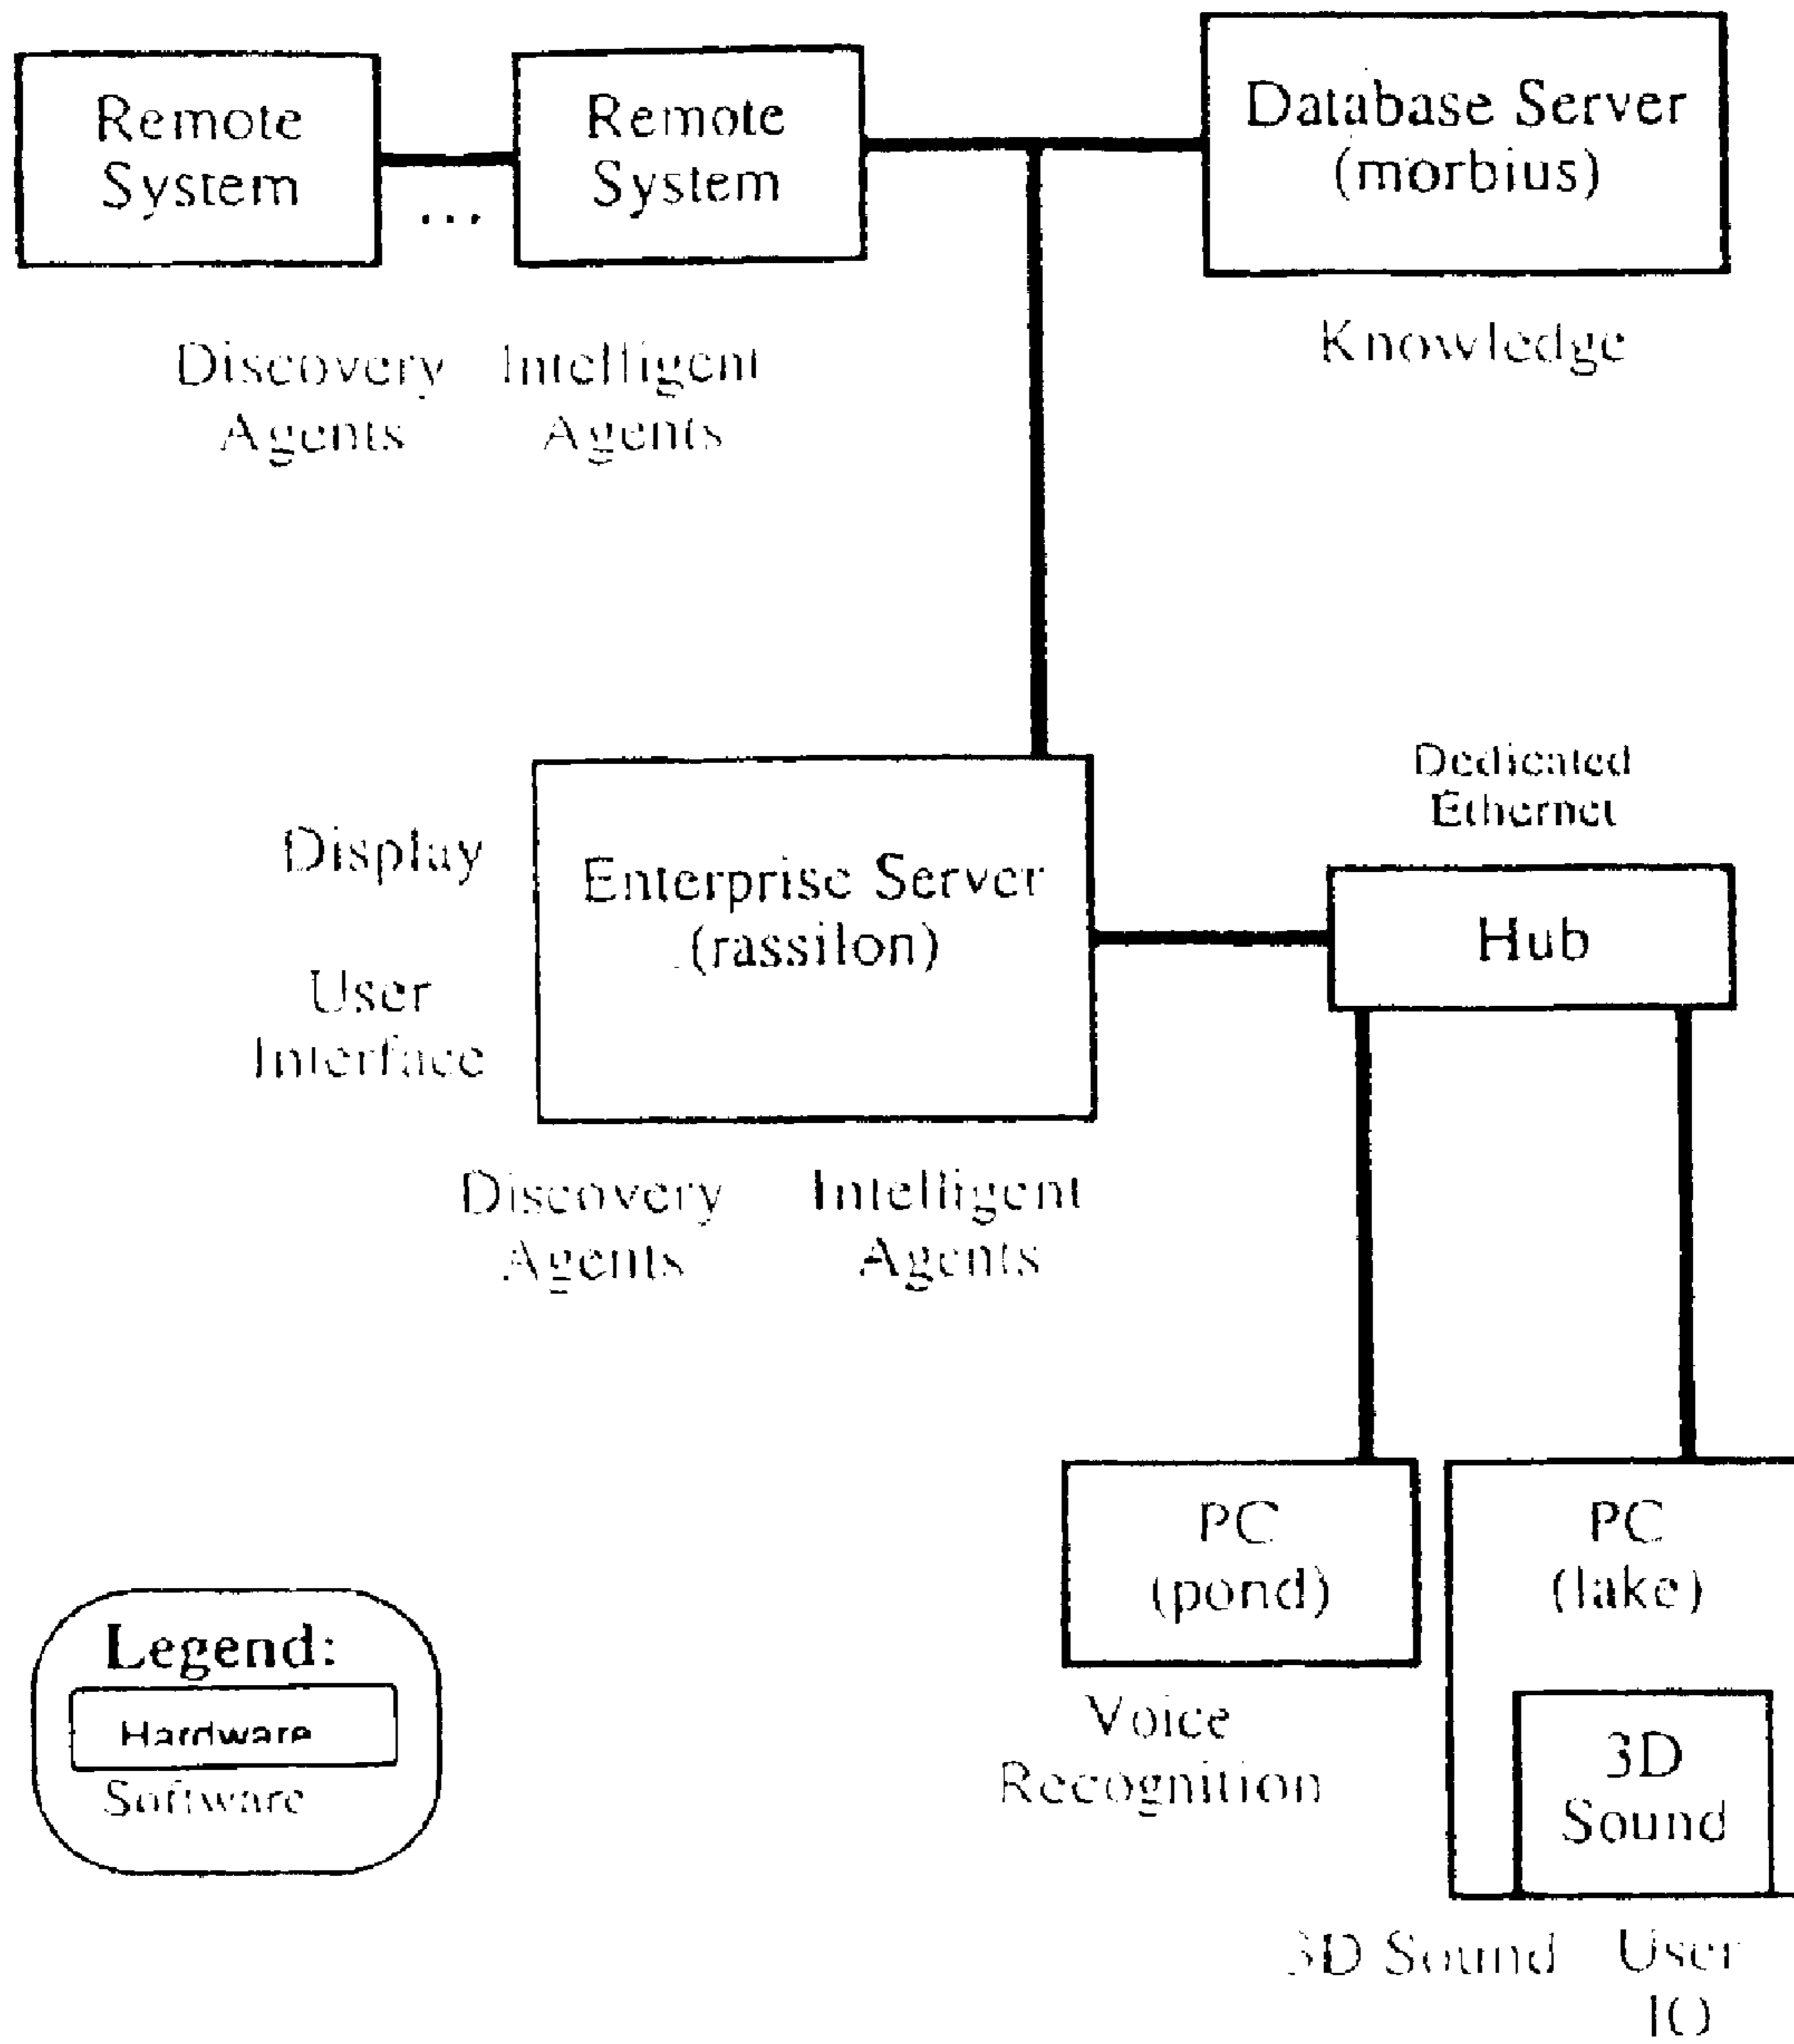 Remote
System
...
Remote
System
Database Server
(morbius)
Discovery
Agents
Intelligent
Agents
Knowledge
Display
User
Interface
Enterprise Server
(rassilon)
Dedicated
Ethernet
Hub
Discovery
Agents
Intelligent
Agents
PC
(pond)
PC
(lake)
Voice
Recognition
3D
Sound
3D Sound
User
IO
Legend:
Hardware
Software